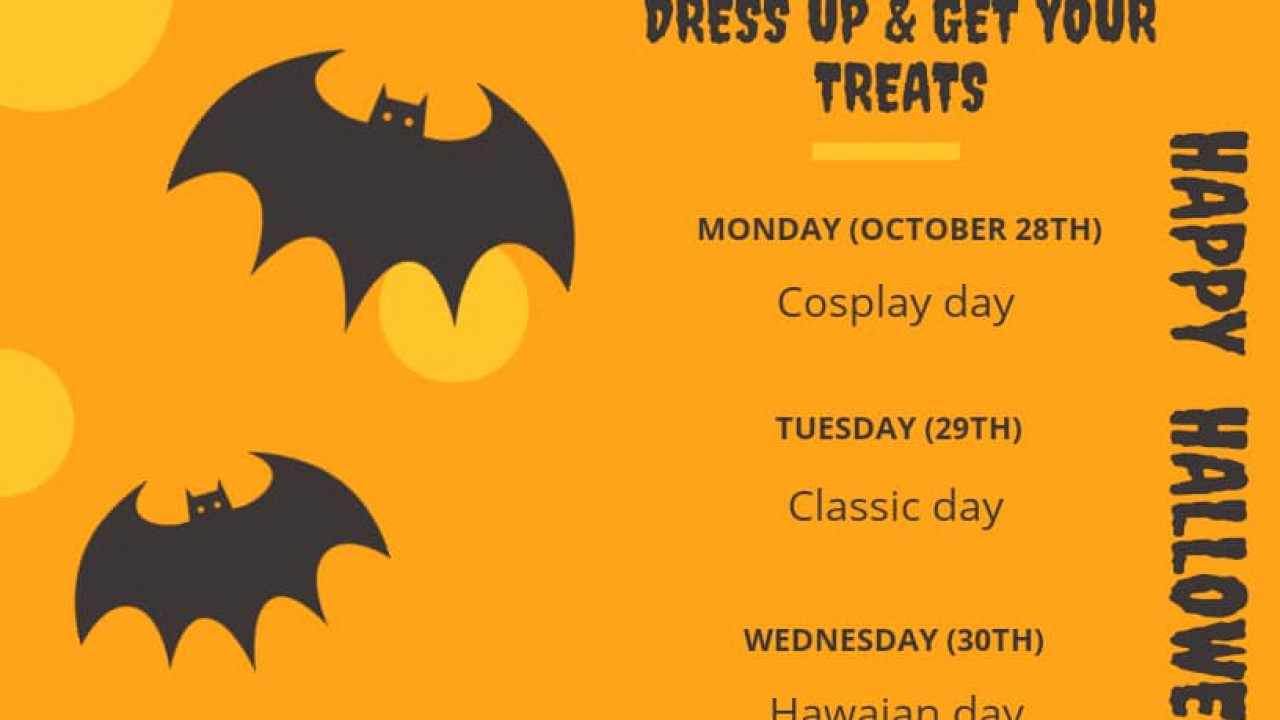 DRESS UP & GET YOUR
TREATS
MONDAY (OCTOBER 28TH)
Cosplay day
TUESDAY (29TH)
Classic day
WEDNESDAY (30TH)
Hawaian day
HAPPY HALLOWE